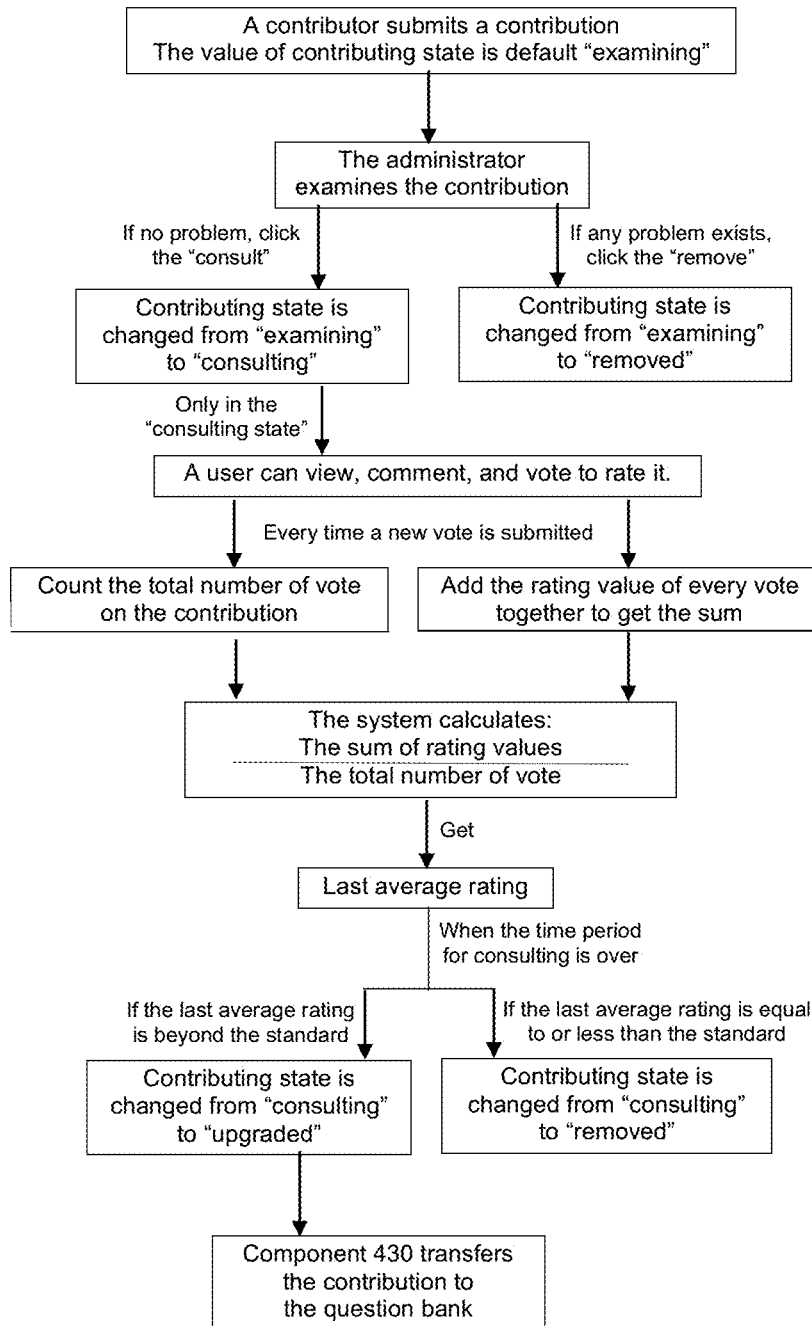 A contributor submits a contribution
The value of contributing state is default “examining”
The administrator
examines the contribution
If no problem, click
the “consult”
If any problem exists,
click the “remove”
Contributing state is
changed from “examining”
to “consulting”
Contributing state is
changed from “examining”
to “removed”
Only in the
“consulting state”
A user can view, comment, and vote to rate it.
Every time a new vote is submitted
Count the total number of vote
on the contribution
Add the rating value of every vote
together to get the sum
The system calculates:
The sum of rating values
The total number of vote
Get
Last average rating
When the time period
for consulting is over
If the last average rating
is beyond the standard
If the last average rating is equal
to or less than the standard
Contributing state is
changed from “consulting”
to “upgraded”
Contributing state is
changed from “consulting”
to “removed”
Component 430 transfers
the contribution to
the question bank